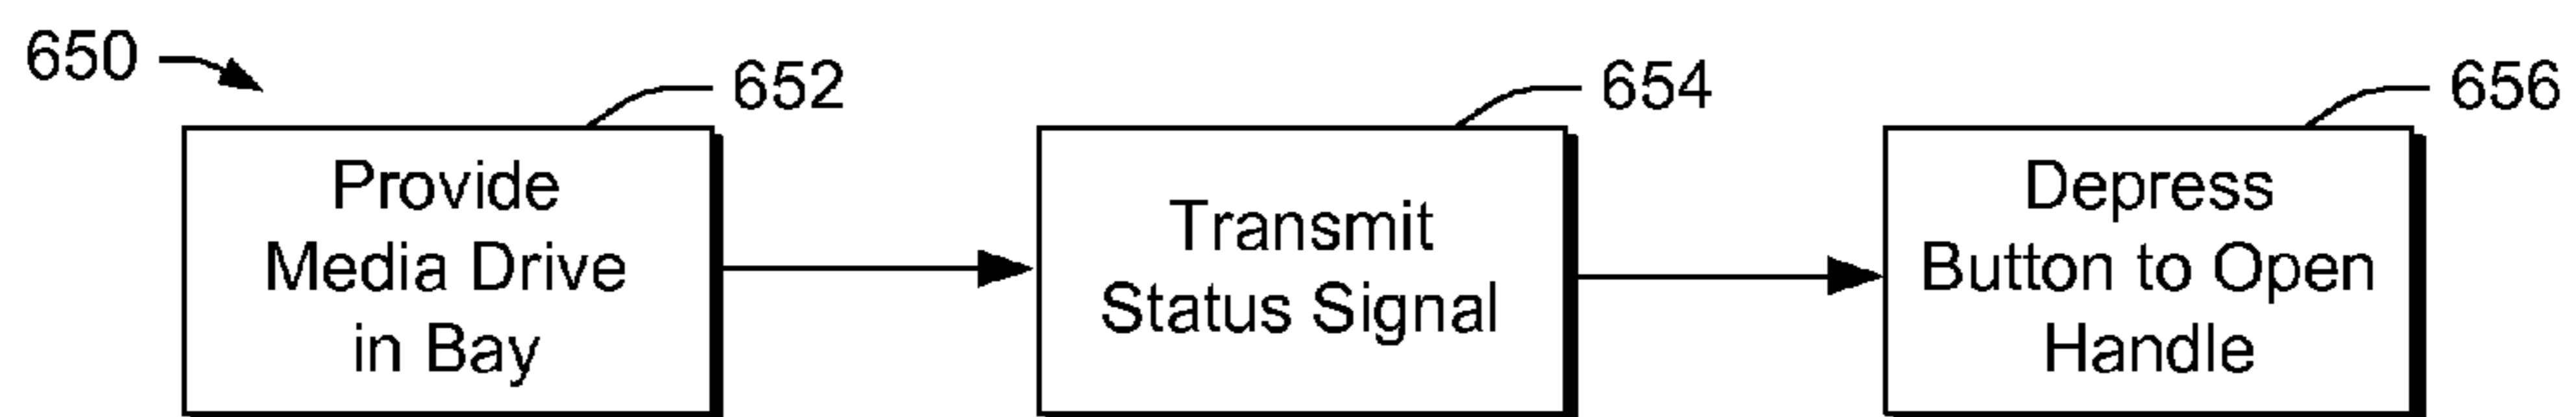 650
652
654
656
Provide
Media Drive
in Bay
Transmit
Status Signal
Depress
Button to Open
Handle